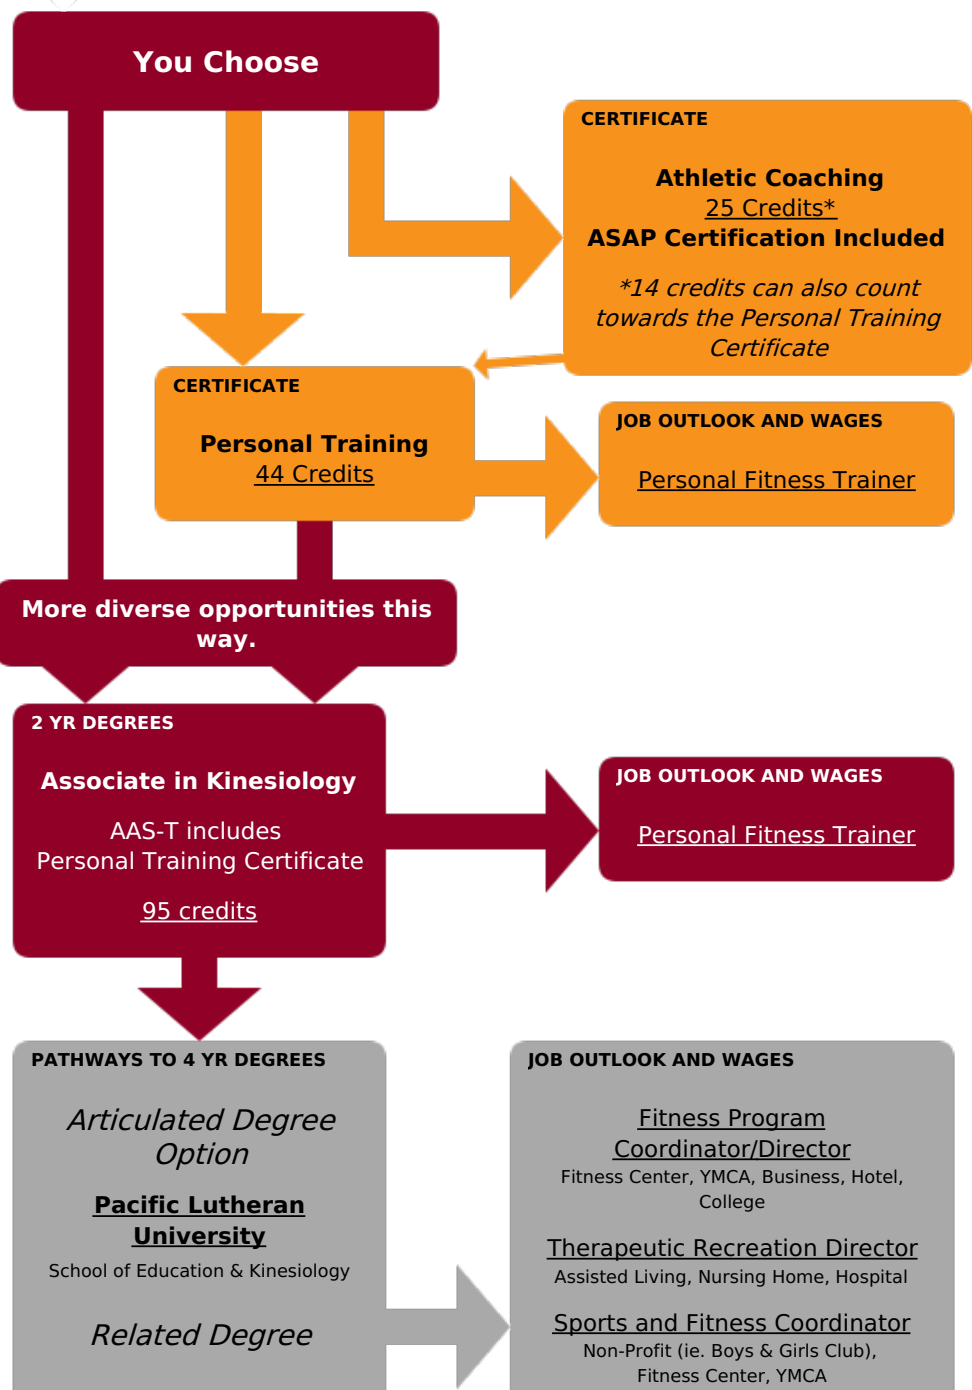 You Choose
CERTIFICATE
Athletic Coaching
25 Credits*
ASAP Certification Included
*14 credits can also count
towards the Personal Training
Certificate
CERTIFICATE
Personal Training
44 Credits
JOB OUTLOOK AND WAGES
Personal Fitness Trainer
More diverse opportunities this
way.
2 YR DEGREES
Associate in Kinesiology
AAS-T includes
Personal Training Certificate
95 credits
JOB OUTLOOK AND WAGES
Personal Fitness Trainer
PATHWAYS TO 4 YR DEGREES
Articulated Degree
Option
Pacific Lutheran
University
School of Education & Kinesiology
Related Degree
JOB OUTLOOK AND WAGES
Fitness Program
Coordinator/Director
Fitness Center, YMCA, Business, Hotel,
College
Therapeutic Recreation Director
Assisted Living, Nursing Home, Hospital
Sports and Fitness Coordinator
Non-Profit (ie. Boys & Girls Club),
Fitness Center, YMCA